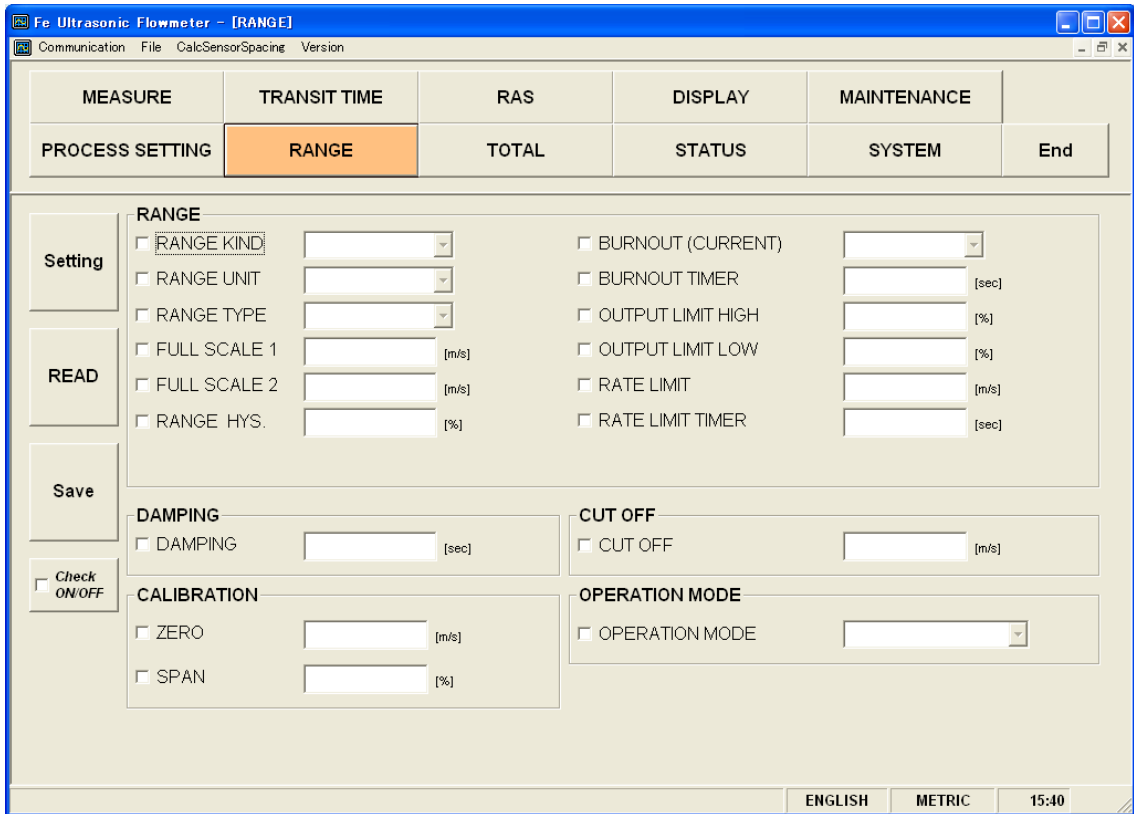 Fe Ultrasonic Flowmeter - [RANGE]
Communication File CalcSensorSpacing Version
MEASURE TRANSIT TIME RAS DISPLAY MAINTENANCE
PROCESS SETTING RANGE TOTAL STATUS SYSTEM End
Setting
READ
Save
Check
ON/OFF
RANGE
RANGE KIND
RANGE UNIT
RANGE TYPE
FULL SCALE 1 [m/s]
FULL SCALE 2 [m/s]
RANGE HYS. [%]
BURNOUT (CURRENT)
BURNOUT TIMER [sec]
OUTPUT LIMIT HIGH [%]
OUTPUT LIMIT LOW [%]
RATE LIMIT [m/s]
RATE LIMIT TIMER [sec]
DAMPING
DAMPING [sec]
CUT OFF
CUT OFF [m/s]
CALIBRATION
ZERO [m/s]
SPAN [%]
OPERATION MODE
OPERATION MODE
ENGLISH METRIC 15:40